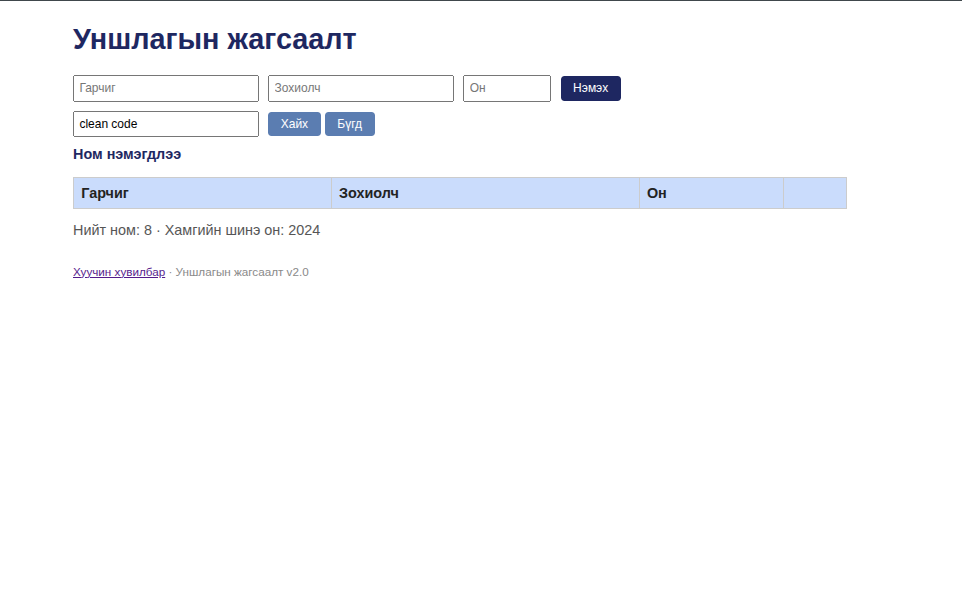 Уншлагын жагсаалт
Гарчиг Зохиолч Он Нэмэх
clean code Хайх Бүгд
Ном нэмэгдлээ
Гарчиг Зохиолч Он
Нийт ном: 8 · Хамгийн шинэ он: 2024
Хуучин хувилбар · Уншлагын жагсаалт v2.0